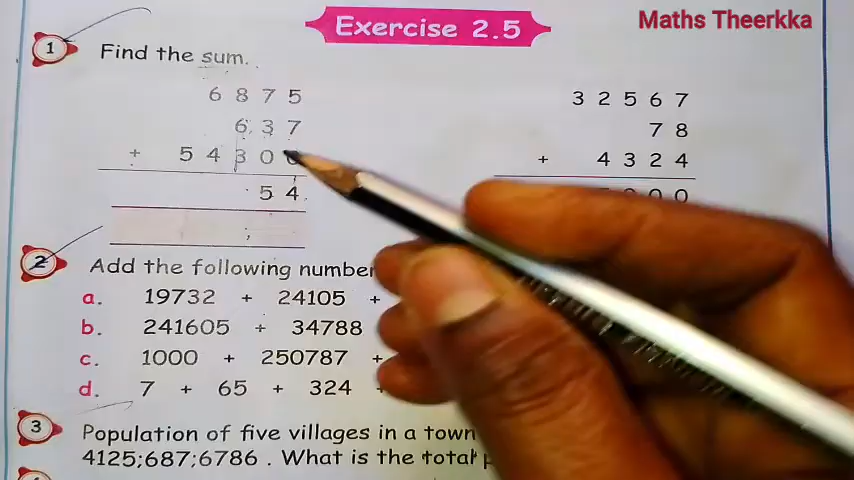 Exercise 2.5
Maths Theerkka
1 Find the sum.
6 8 7 5
6 3 7
+ 5 4 3 0
5 4
3 2 5 6 7
7 8
+ 4 3 2 4
0 0
2 Add the following number
a. 19732 + 24105 +
b. 241605 + 34788
c. 1000 + 250787 +
d. 7 + 65 + 324
3 Population of five villages in a town
4125;687;6786 . What is the total